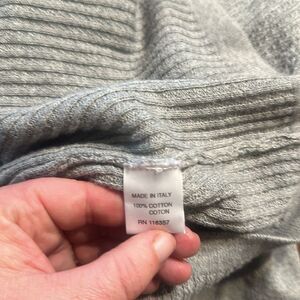 MADE IN ITALY
100% COTTON
COTON
RN 116357